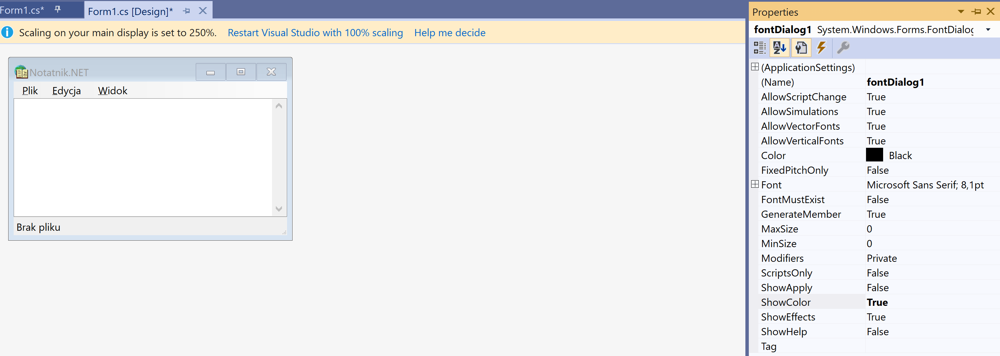 Form1.cs*
Form1.cs [Design]*
Scaling on your main display is set to 250%. Restart Visual Studio with 100% scaling Help me decide
Notatnik.NET
Plik Edycja Widok
Brak pliku
Properties
fontDialog1 System.Windows.Forms.FontDialog
(ApplicationSettings)
(Name) fontDialog1
AllowScriptChange True
AllowSimulations True
AllowVectorFonts True
AllowVerticalFonts True
Color Black
FixedPitchOnly False
Font Microsoft Sans Serif; 8,1pt
FontMustExist False
GenerateMember True
MaxSize 0
MinSize 0
Modifiers Private
ScriptsOnly False
ShowApply False
ShowColor True
ShowEffects True
ShowHelp False
Tag